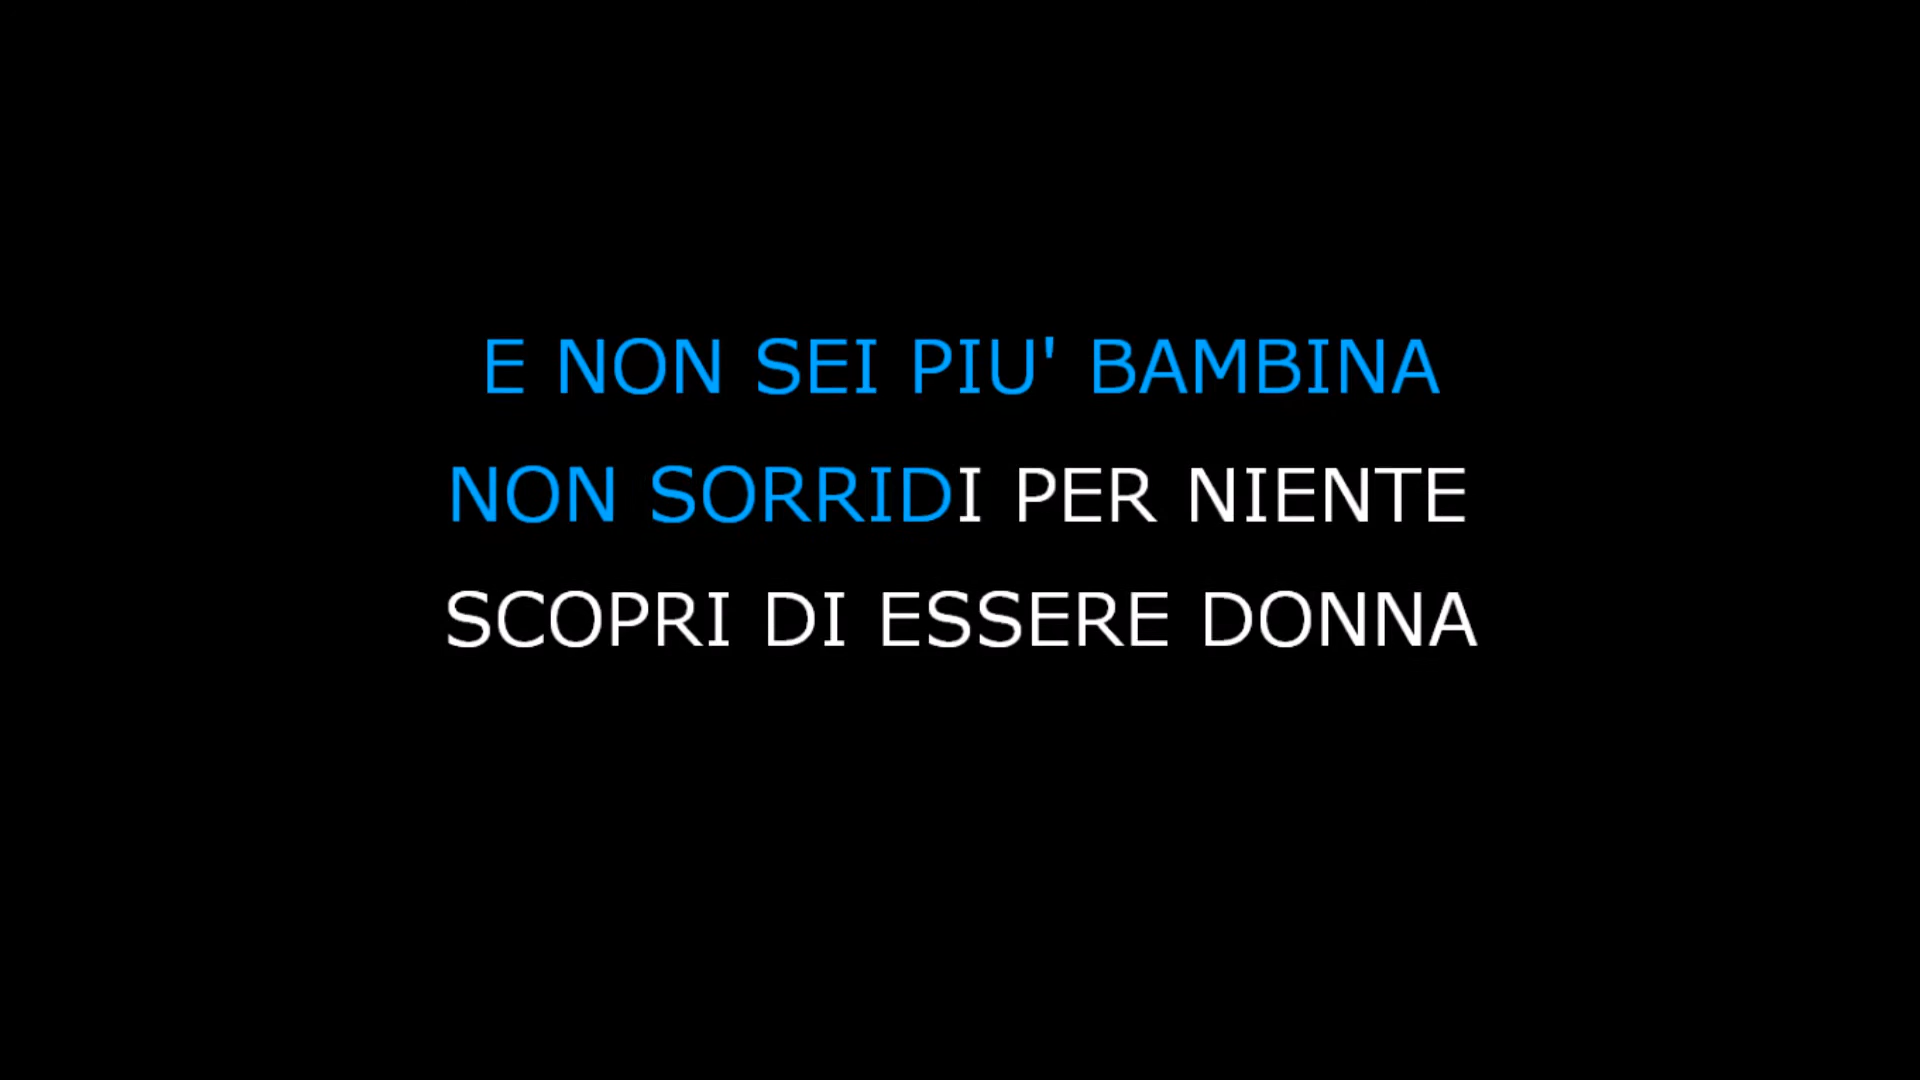 E NON SEI PIU' BAMBINA
NON SORRIDI PER NIENTE
SCOPRI DI ESSERE DONNA